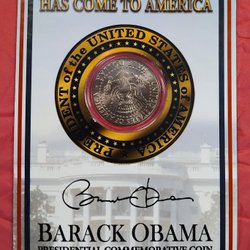 HAS COME TO AMERICA
PRESIDENT of the UNITED STATES of AMERICA
BARACK OBAMA
PRESIDENTIAL COMMEMORATIVE COIN